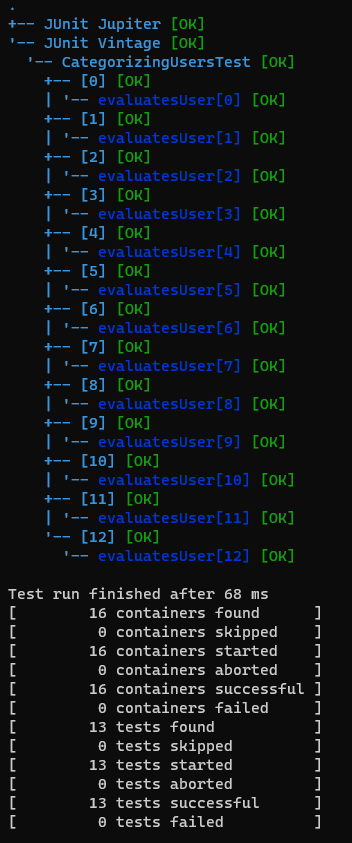 .
+-- JUnit Jupiter [OK]
'-- JUnit Vintage [OK]
  '-- CategorizingUsersTest [OK]
    +-- [0] [OK]
    | '-- evaluatesUser[0] [OK]
    +-- [1] [OK]
    | '-- evaluatesUser[1] [OK]
    +-- [2] [OK]
    | '-- evaluatesUser[2] [OK]
    +-- [3] [OK]
    | '-- evaluatesUser[3] [OK]
    +-- [4] [OK]
    | '-- evaluatesUser[4] [OK]
    +-- [5] [OK]
    | '-- evaluatesUser[5] [OK]
    +-- [6] [OK]
    | '-- evaluatesUser[6] [OK]
    +-- [7] [OK]
    | '-- evaluatesUser[7] [OK]
    +-- [8] [OK]
    | '-- evaluatesUser[8] [OK]
    +-- [9] [OK]
    | '-- evaluatesUser[9] [OK]
    +-- [10] [OK]
    | '-- evaluatesUser[10] [OK]
    +-- [11] [OK]
    | '-- evaluatesUser[11] [OK]
    '-- [12] [OK]
      '-- evaluatesUser[12] [OK]

Test run finished after 68 ms
[        16 containers found      ]
[         0 containers skipped    ]
[        16 containers started    ]
[         0 containers aborted    ]
[        16 containers successful ]
[         0 containers failed     ]
[        13 tests found           ]
[         0 tests skipped         ]
[        13 tests started         ]
[         0 tests aborted         ]
[        13 tests successful      ]
[         0 tests failed          ]